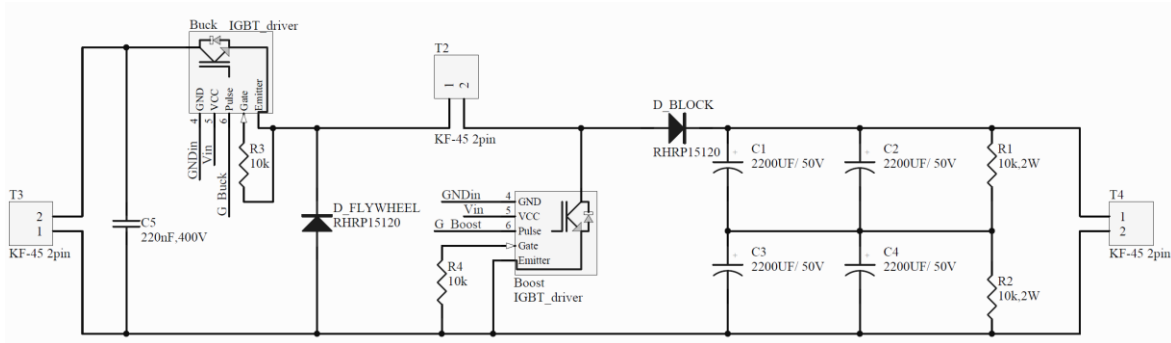 Buck IGBT_driver
GND
VCC
Pulse
Gate
Emitter
4
5
6
GNDin
Vin
G_Buck
R3
10k
T3
2
1
KF-45 2pin
C5
220nF,400V
D_FLYWHEEL
RHRP15120
T2
1
2
KF-45 2pin
GNDin 4 GND
Vin 5 VCC
G_Boost 6 Pulse
Gate
Emitter
R4
10k
Boost
IGBT_driver
D_BLOCK
RHRP15120
C1
2200UF/ 50V
C2
2200UF/ 50V
R1
10k,2W
C3
2200UF/ 50V
C4
2200UF/ 50V
R2
10k,2W
T4
1
2
KF-45 2pin